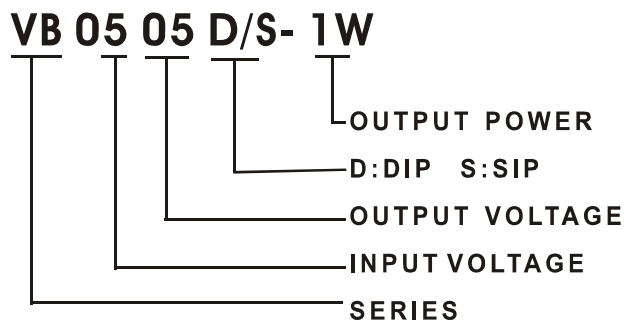 VB 05 05 D/S- 1W
OUTPUT POWER
D:DIP S:SIP
OUTPUT VOLTAGE
INPUT VOLTAGE
SERIES